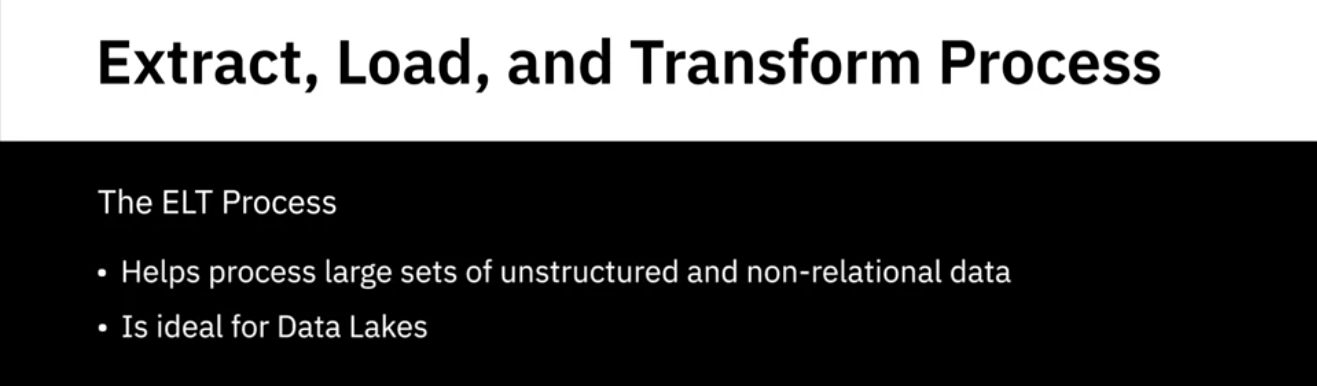 Extract, Load, and Transform Process
The ELT Process
• Helps process large sets of unstructured and non-relational data
• Is ideal for Data Lakes